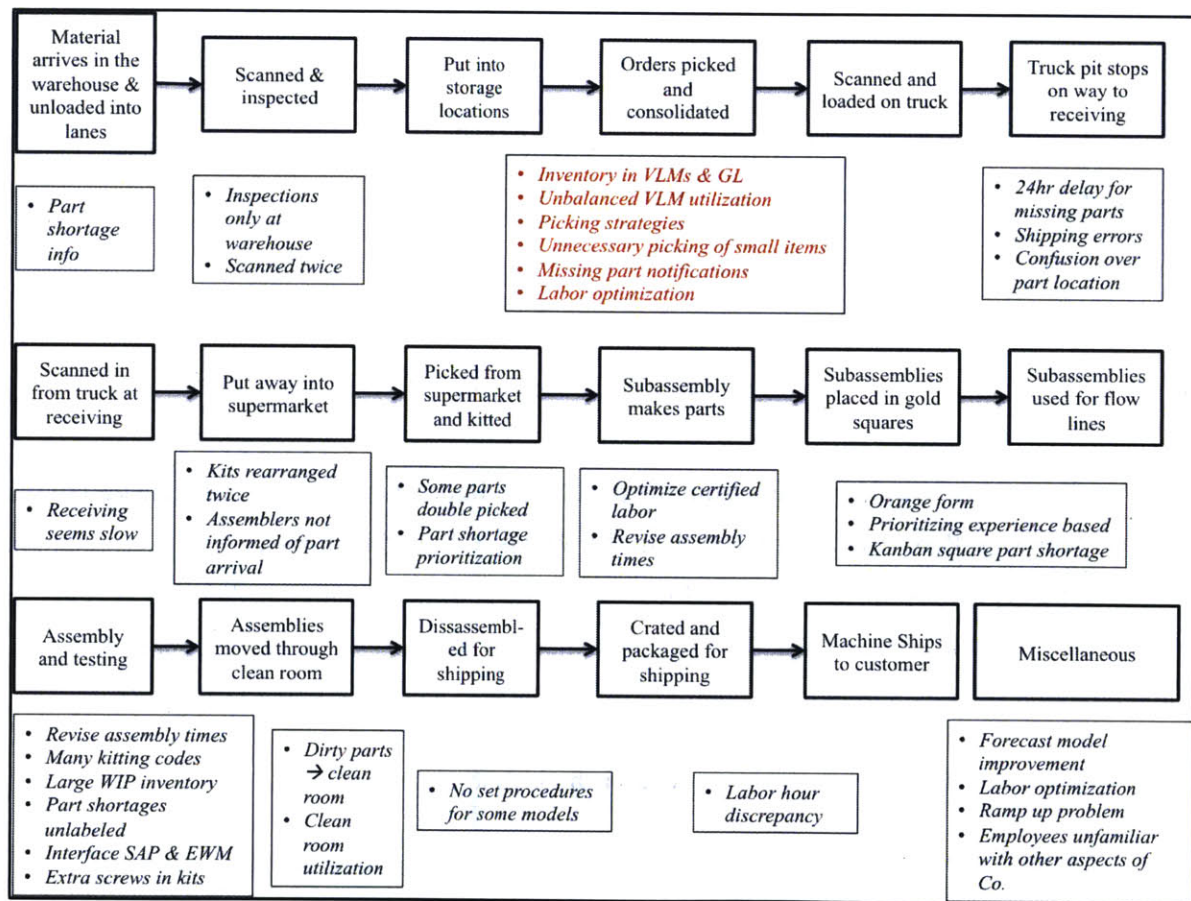 Material
arrives in the
warehouse &
unloaded into
lanes
Scanned &
inspected
Put into
storage
locations
Orders picked
and
consolidated
Scanned and
loaded on truck
Truck pit stops
on way to
receiving
• Part
shortage
info
• Inspections
only at
warehouse
• Scanned twice
• Inventory in VLMs & GL
• Unbalanced VLM utilization
• Picking strategies
• Unnecessary picking of small items
• Missing part notifications
• Labor optimization
• 24hr delay for
missing parts
• Shipping errors
• Confusion over
part location
Scanned in
from truck at
receiving
Put away into
supermarket
Picked from
supermarket
and kitted
Subassembly
makes parts
Subassemblies
placed in gold
squares
Subassemblies
used for flow
lines
• Receiving
seems slow
• Kits rearranged
twice
• Assemblers not
informed of part
arrival
• Some parts
double picked
• Part shortage
prioritization
• Optimize certified
labor
• Revise assembly
times
• Orange form
• Prioritizing experience based
• Kanban square part shortage
Assembly
and testing
Assemblies
moved through
clean room
Dissassembl-
ed for
shipping
Crated and
packaged for
shipping
Machine Ships
to customer
Miscellaneous
• Revise assembly times
• Many kitting codes
• Large WIP inventory
• Part shortages
unlabeled
• Interface SAP & EWM
• Extra screws in kits
• Dirty parts
→ clean
room
• Clean
room
utilization
• No set procedures
for some models
• Labor hour
discrepancy
• Forecast model
improvement
• Labor optimization
• Ramp up problem
• Employees unfamiliar
with other aspects of
Co.